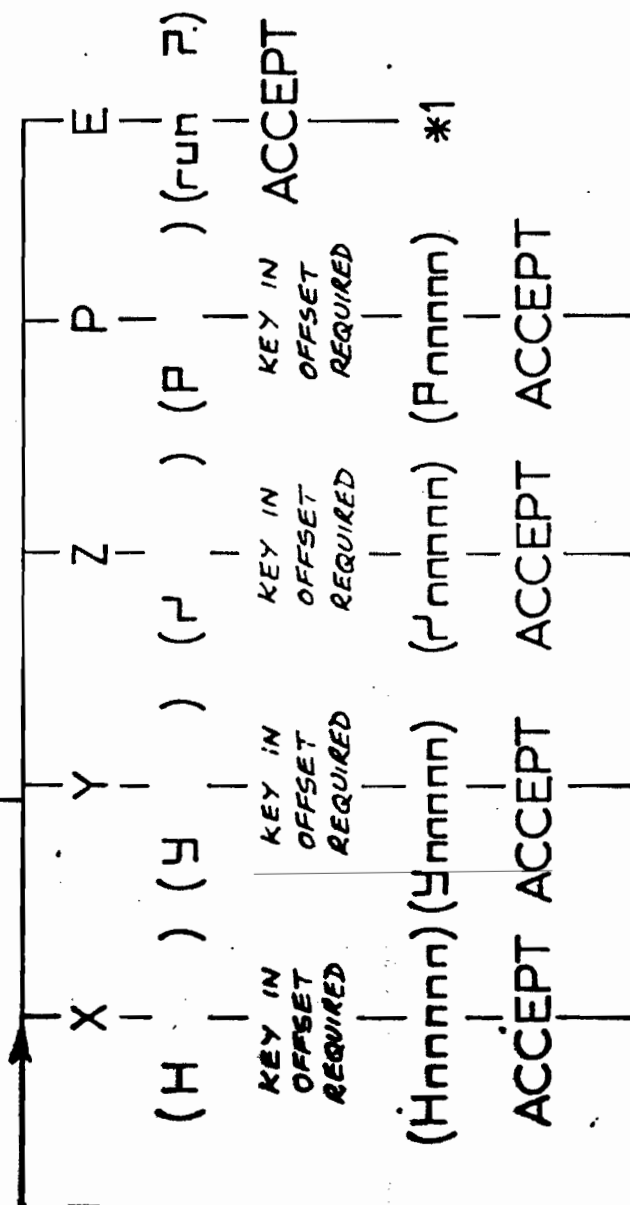 X Y Z P E
(H ) (y ) (r' ) (P ) (run ?.)
KEY IN KEY IN KEY IN KEY IN ACCEPT
OFFSET OFFSET OFFSET OFFSET
REQUIRED REQUIRED REQUIRED REQUIRED
(Hnnnnn) (ynnnnn) (r'nnnnn) (Pnnnnn) *1
ACCEPT ACCEPT ACCEPT ACCEPT